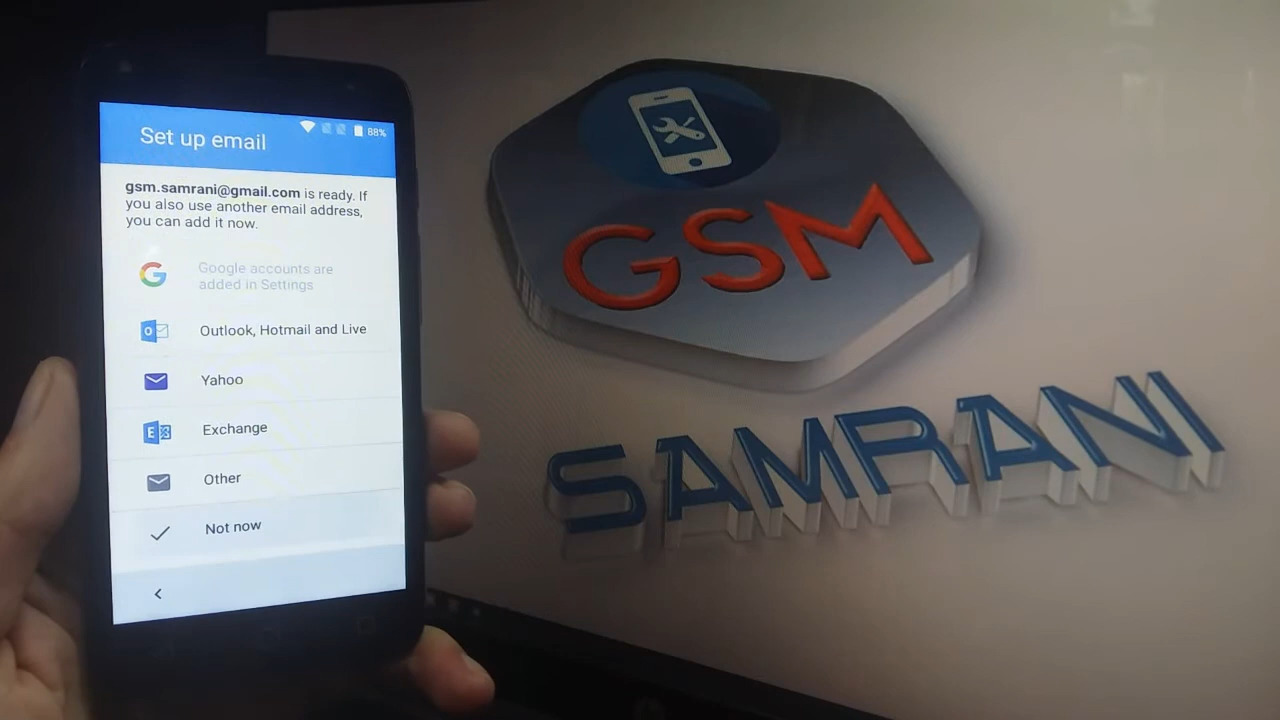 Set up email
88%
gsm.samrani@gmail.com is ready. If
you also use another email address,
you can add it now.
G
Google accounts are
added in Settings
O
Outlook, Hotmail and Live
Yahoo
E
Exchange
Other
Not now
GSM
SAMRANI